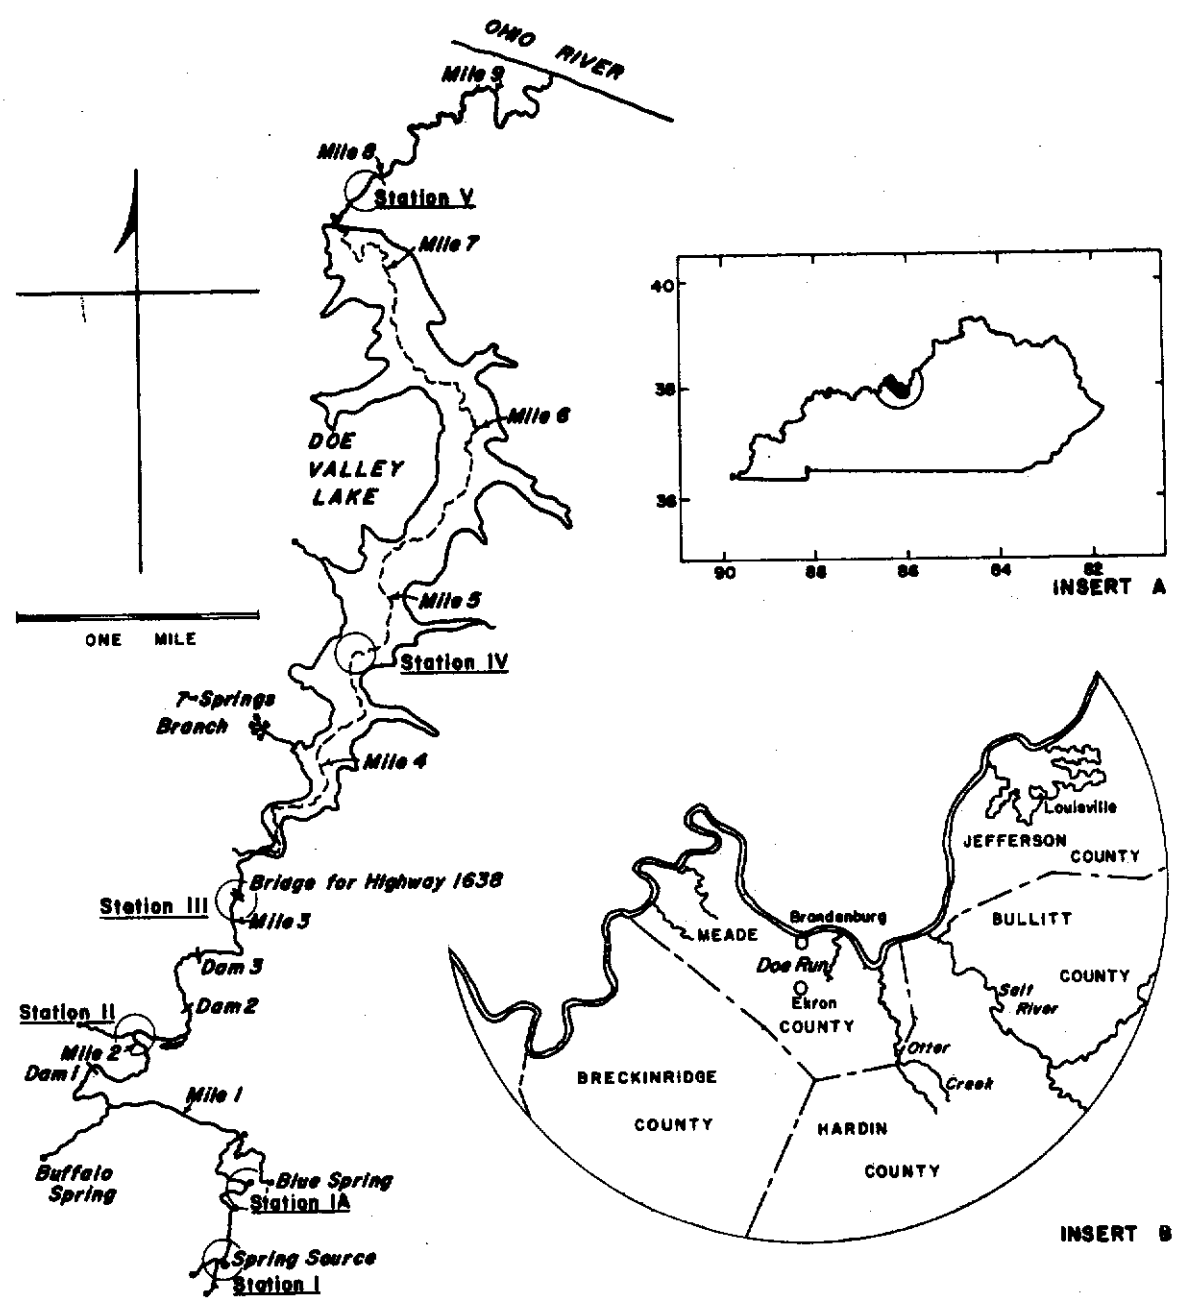 OHIO RIVER
Mile 9
Mile 8
Station V
Mile 7
Mile 6
DOE
VALLEY
LAKE
Mile 5
Station IV
7-Springs
Branch
Mile 4
Bridge for Highway 1638
Station III
Mile 3
Dam 3
Dam 2
Station II
Mile 2
Dam 1
Mile 1
Buffalo
Spring
Blue Spring
Station IA
Spring Source
Station I
ONE MILE
40
38
36
90
88
86
84
82
INSERT A
Louisville
JEFFERSON
COUNTY
BULLITT
COUNTY
Brandenburg
MEADE
Doe Run
Ekron
COUNTY
Salt
River
Otter
Creek
BRECKINRIDGE
COUNTY
HARDIN
COUNTY
INSERT B